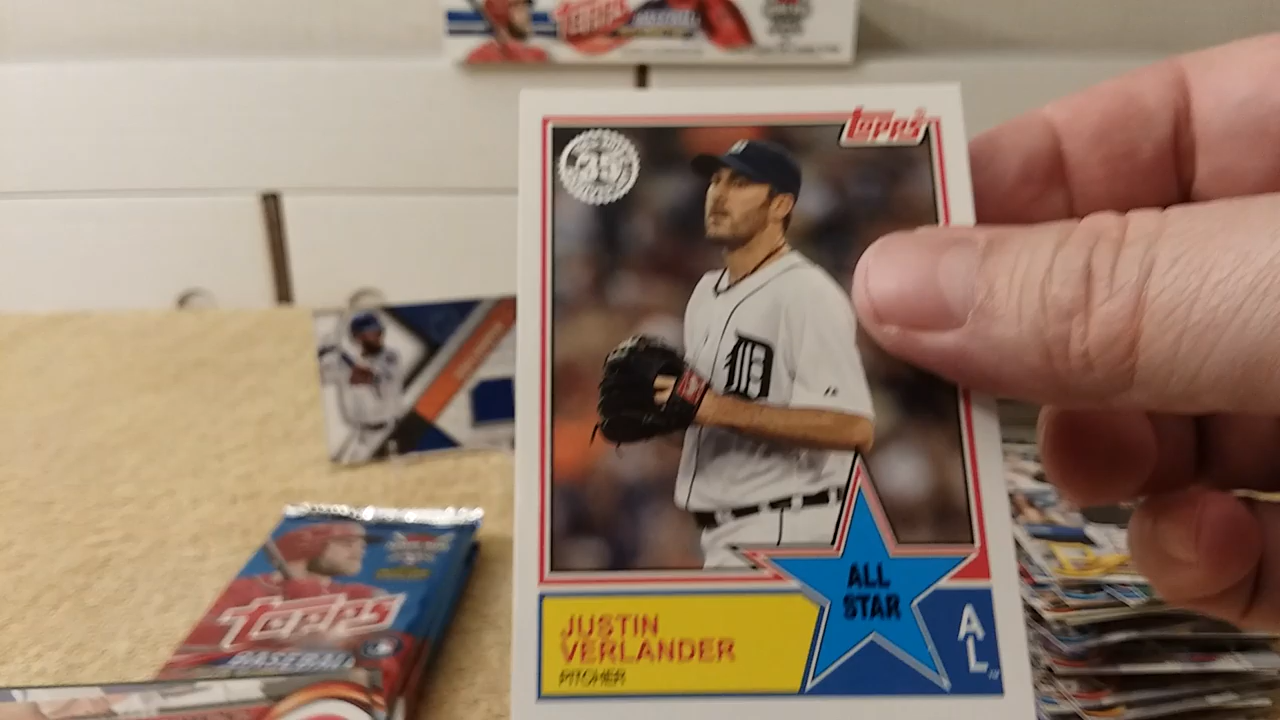 Topps
35
D
JUSTIN
VERLANDER
PITCHER
ALL
STAR
AL
Topps
BASEBALL